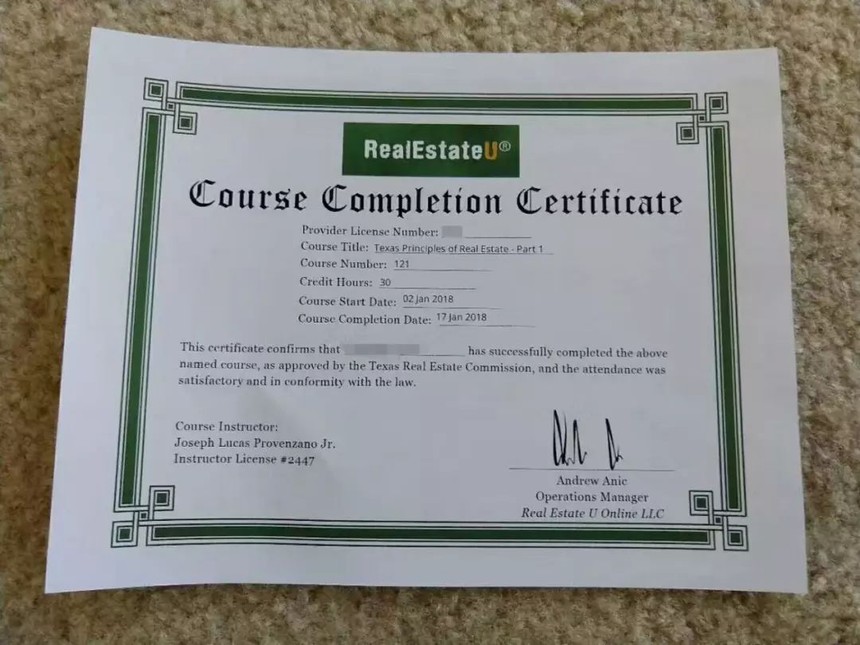 RealEstateU®
Course Completion Certificate
Provider License Number:
Course Title: Texas Principles of Real Estate - Part 1
Course Number: 121
Credit Hours: 30
Course Start Date: 02 Jan 2018
Course Completion Date: 17 Jan 2018
This certificate confirms that has successfully completed the above
named course, as approved by the Texas Real Estate Commission, and the attendance was
satisfactory and in conformity with the law.
Course Instructor:
Joseph Lucas Provenzano Jr.
Instructor License #2447
Andrew Anic
Operations Manager
Real Estate U Online LLC